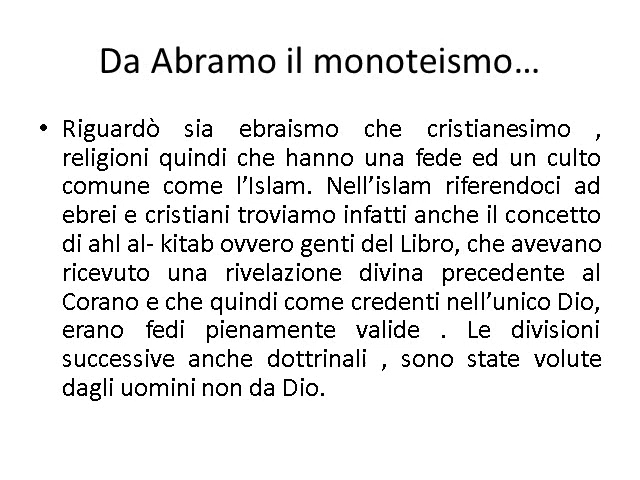 Da Abramo il monoteismo…
• Riguardò sia ebraismo che cristianesimo ,
religioni quindi che hanno una fede ed un culto
comune come l’Islam. Nell’islam riferendoci ad
ebrei e cristiani troviamo infatti anche il concetto
di ahl al- kitab ovvero genti del Libro, che avevano
ricevuto una rivelazione divina precedente al
Corano e che quindi come credenti nell’unico Dio,
erano fedi pienamente valide . Le divisioni
successive anche dottrinali , sono state volute
dagli uomini non da Dio.